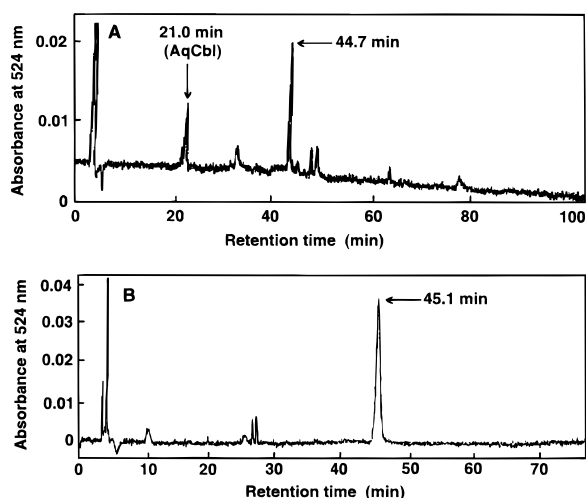 A
21.0 min
(AqCbl)
44.7 min
Absorbance at 524 nm
0.02
0.01
0
0 20 40 60 80 100
Retention time (min)
B
45.1 min
Absorbance at 524 nm
0.04
0.03
0.02
0.01
0
0 10 20 30 40 50 60 70
Retention time (min)